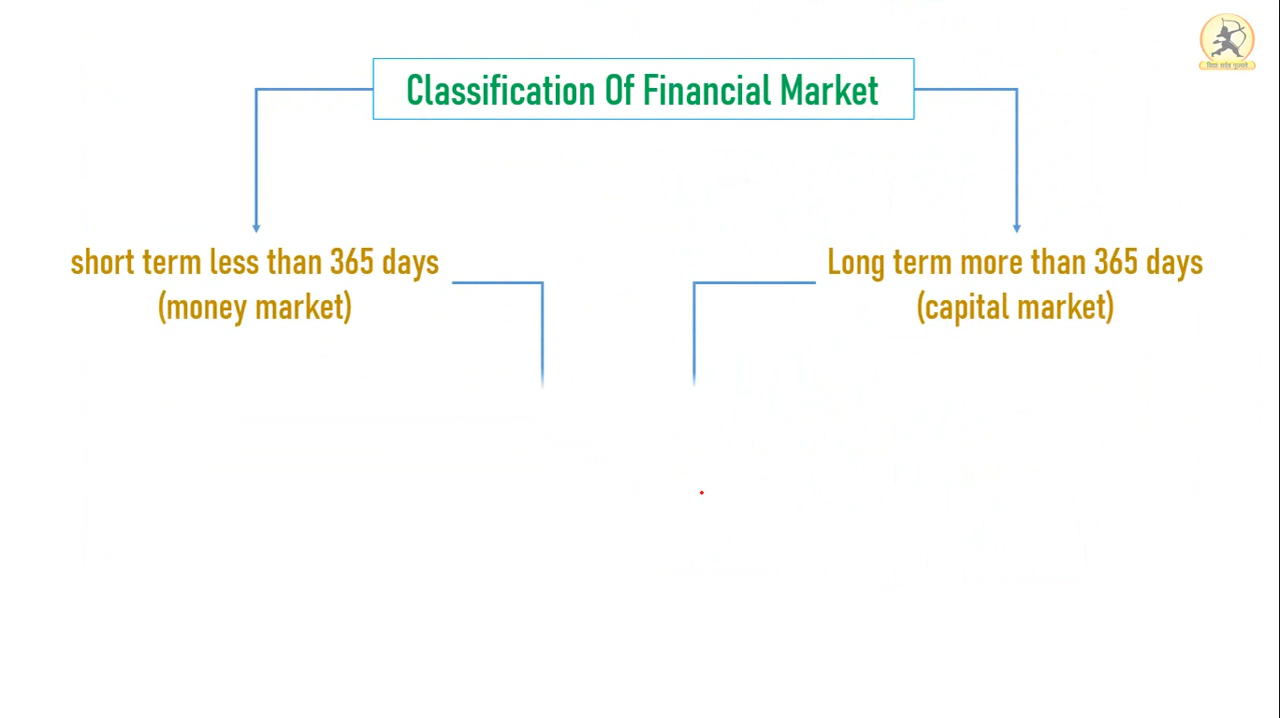 Classification Of Financial Market
short term less than 365 days
(money market)
Long term more than 365 days
(capital market)